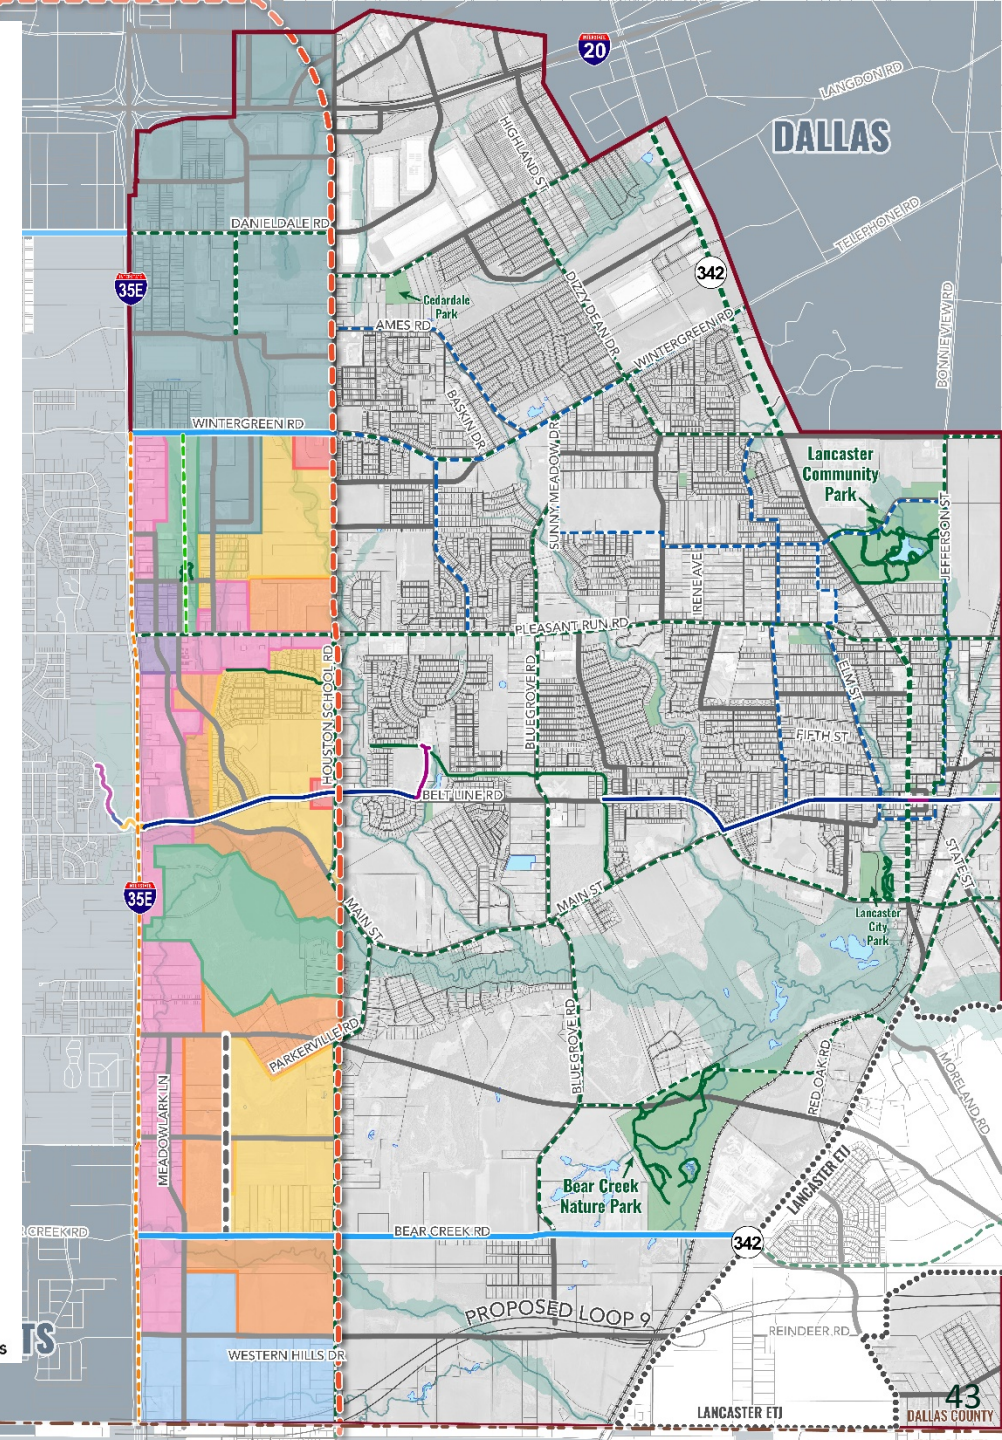 20
LANGDON RD
DALLAS
HIGHLAND ST
TELEPHONE RD
DANIELDALE RD
342
35E
Cedardale
Park
DIZZY DEAN DR
BONNIE VIEW RD
AMES RD
WINTERGREEN RD
BASKIN DR
WINTERGREEN RD
SUNNY MEADOW DR
Lancaster
Community
Park
JEFFERSON ST
IRENE AVE
PLEASANT RUN RD
HOUSTON SCHOOL RD
BLUEGROVE RD
ELM ST
FIFTH ST
BELT LINE RD
STATE ST
35E
MAIN ST
MAIN ST
Lancaster
City
Park
BLUEGROVE RD
PARKERVILLE RD
RED OAK RD
MORELAND RD
MEADOWLARK LN
LANCASTER ETJ
Bear Creek
Nature Park
CREEK RD
BEAR CREEK RD
342
PROPOSED LOOP 9
REINDEER RD
TS
s
WESTERN HILLS DR
43
LANCASTER ETJ
DALLAS COUNTY